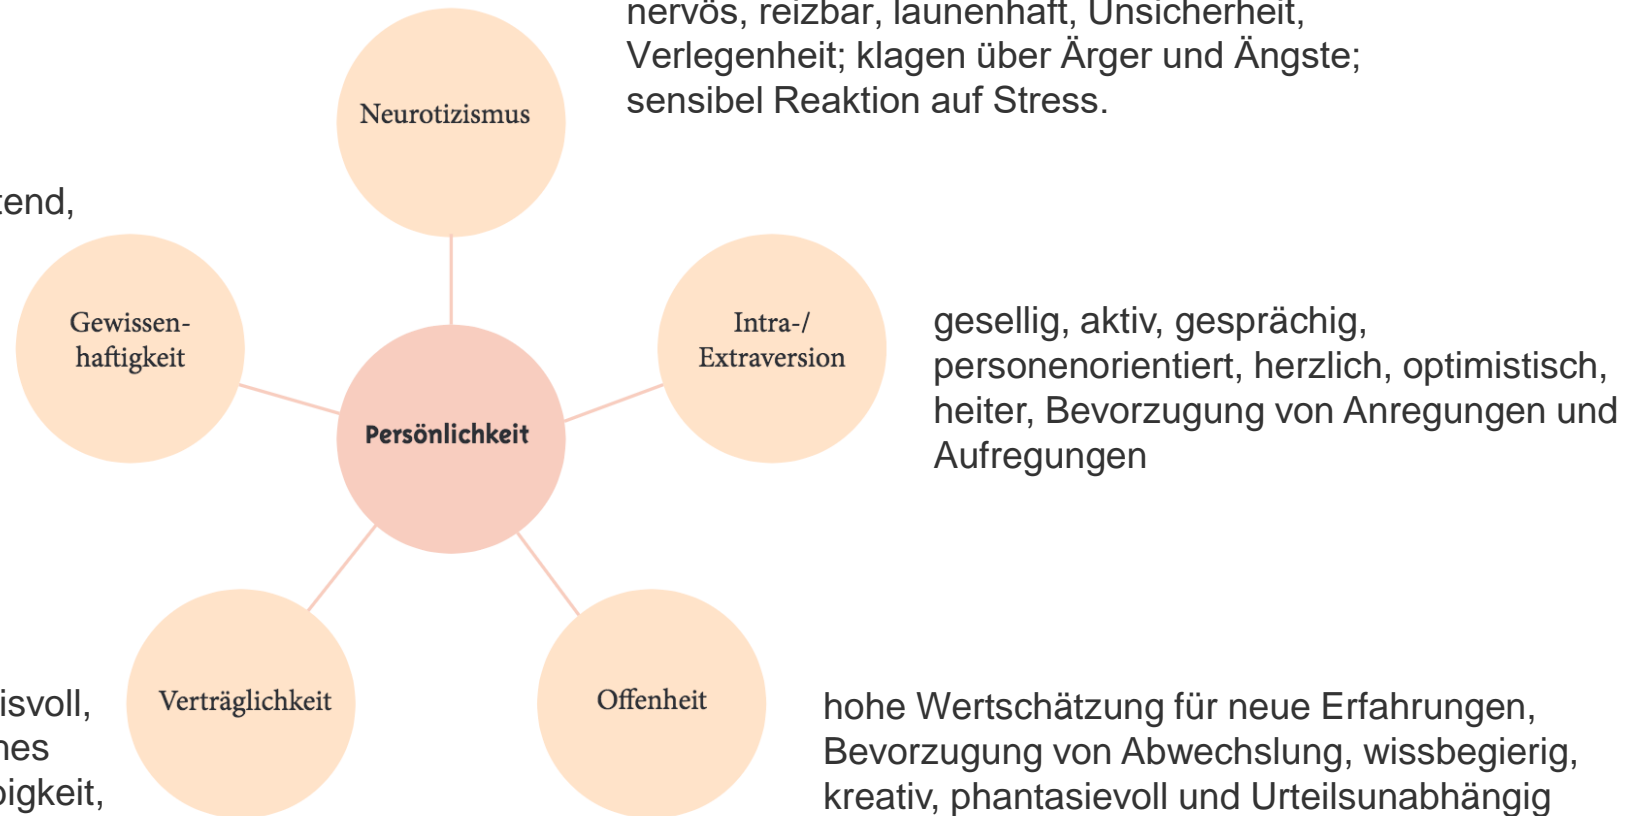 nervös, reizbar, launenhaft, Unsicherheit,
Verlegenheit; klagen über Ärger und Ängste;
sensibel Reaktion auf Stress.
Neurotizismus
Gewissen-
haftigkeit
Intra-/
Extraversion
gesellig, aktiv, gesprächig,
personenorientiert, herzlich, optimistisch,
heiter, Bevorzugung von Anregungen und
Aufregungen
Persönlichkeit
Verträglichkeit
Offenheit
hohe Wertschätzung für neue Erfahrungen,
Bevorzugung von Abwechslung, wissbegierig,
kreativ, phantasievoll und Urteilsunabhängig